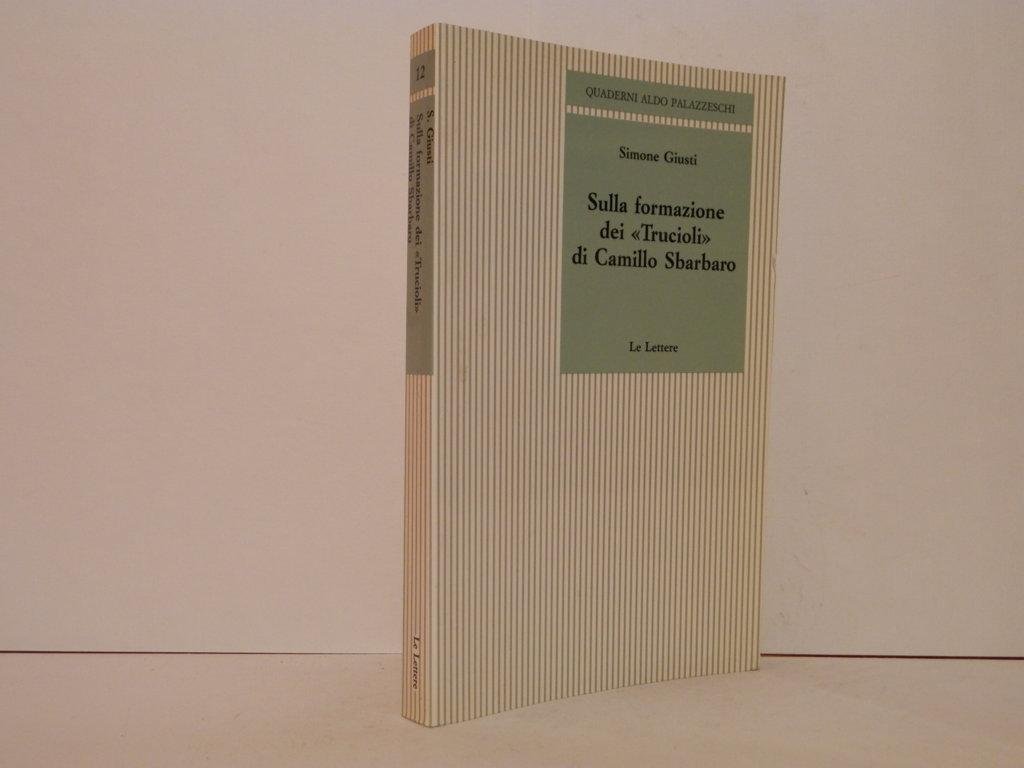 12
S. Giusti
Sulla formazione dei «Trucioli»
di Camillo Sbarbaro
Le Lettere
QUADERNI ALDO PALAZZESCHI
Simone Giusti
Sulla formazione
dei «Trucioli»
di Camillo Sbarbaro
Le Lettere